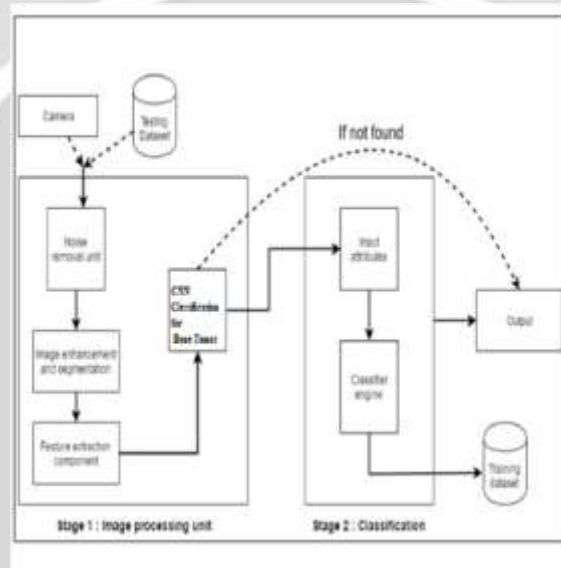 Camera
Testing
Dataset
If not found
Noise
removal unit
CNN
Classification
for
Bone Tumor
Intact
attributes
Output
Image enhancement
and segmentation
Classifier
engine
Feature extraction
component
Training
dataset
Stage 1 : Image processing unit
Stage 2 : Classification